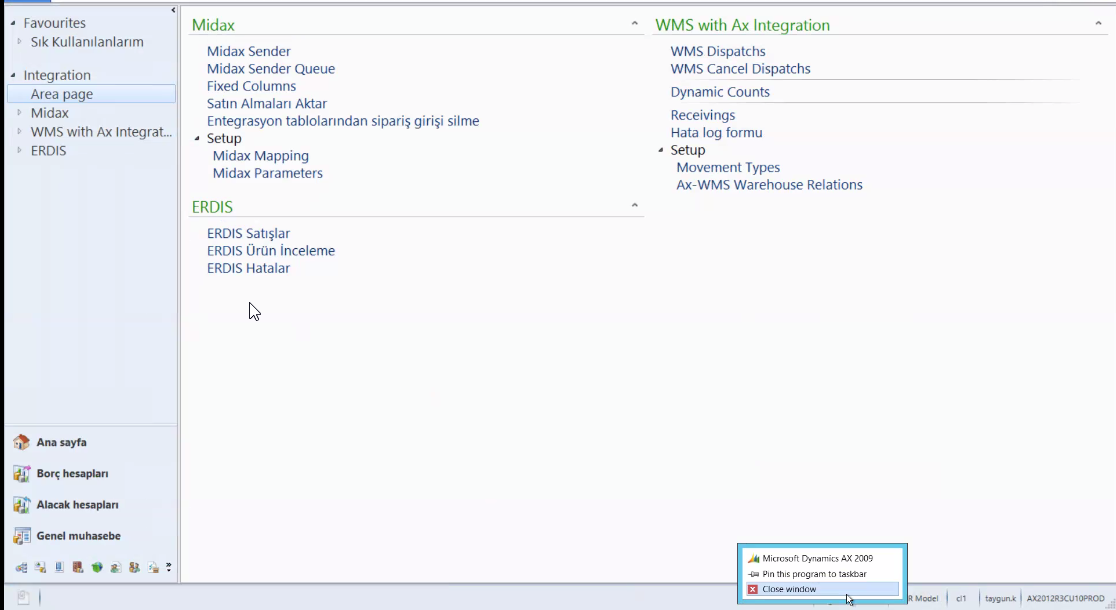 Favourites
Sık Kullanılanlarım
Integration
Area page
Midax
WMS with Ax Integrat...
ERDIS
Midax
Midax Sender
Midax Sender Queue
Fixed Columns
Satın Almaları Aktar
Entegrasyon tablolarından sipariş girişi silme
Setup
Midax Mapping
Midax Parameters
ERDIS
ERDIS Satışlar
ERDIS Ürün İnceleme
ERDIS Hatalar
WMS with Ax Integration
WMS Dispatchs
WMS Cancel Dispatchs
Dynamic Counts
Receivings
Hata log formu
Setup
Movement Types
Ax-WMS Warehouse Relations
Ana sayfa
Borç hesapları
Alacak hesapları
Genel muhasebe
Microsoft Dynamics AX 2009
Pin this program to taskbar
Close window
R Model
ci1
taygun.k
AX2012R3CU10PROD